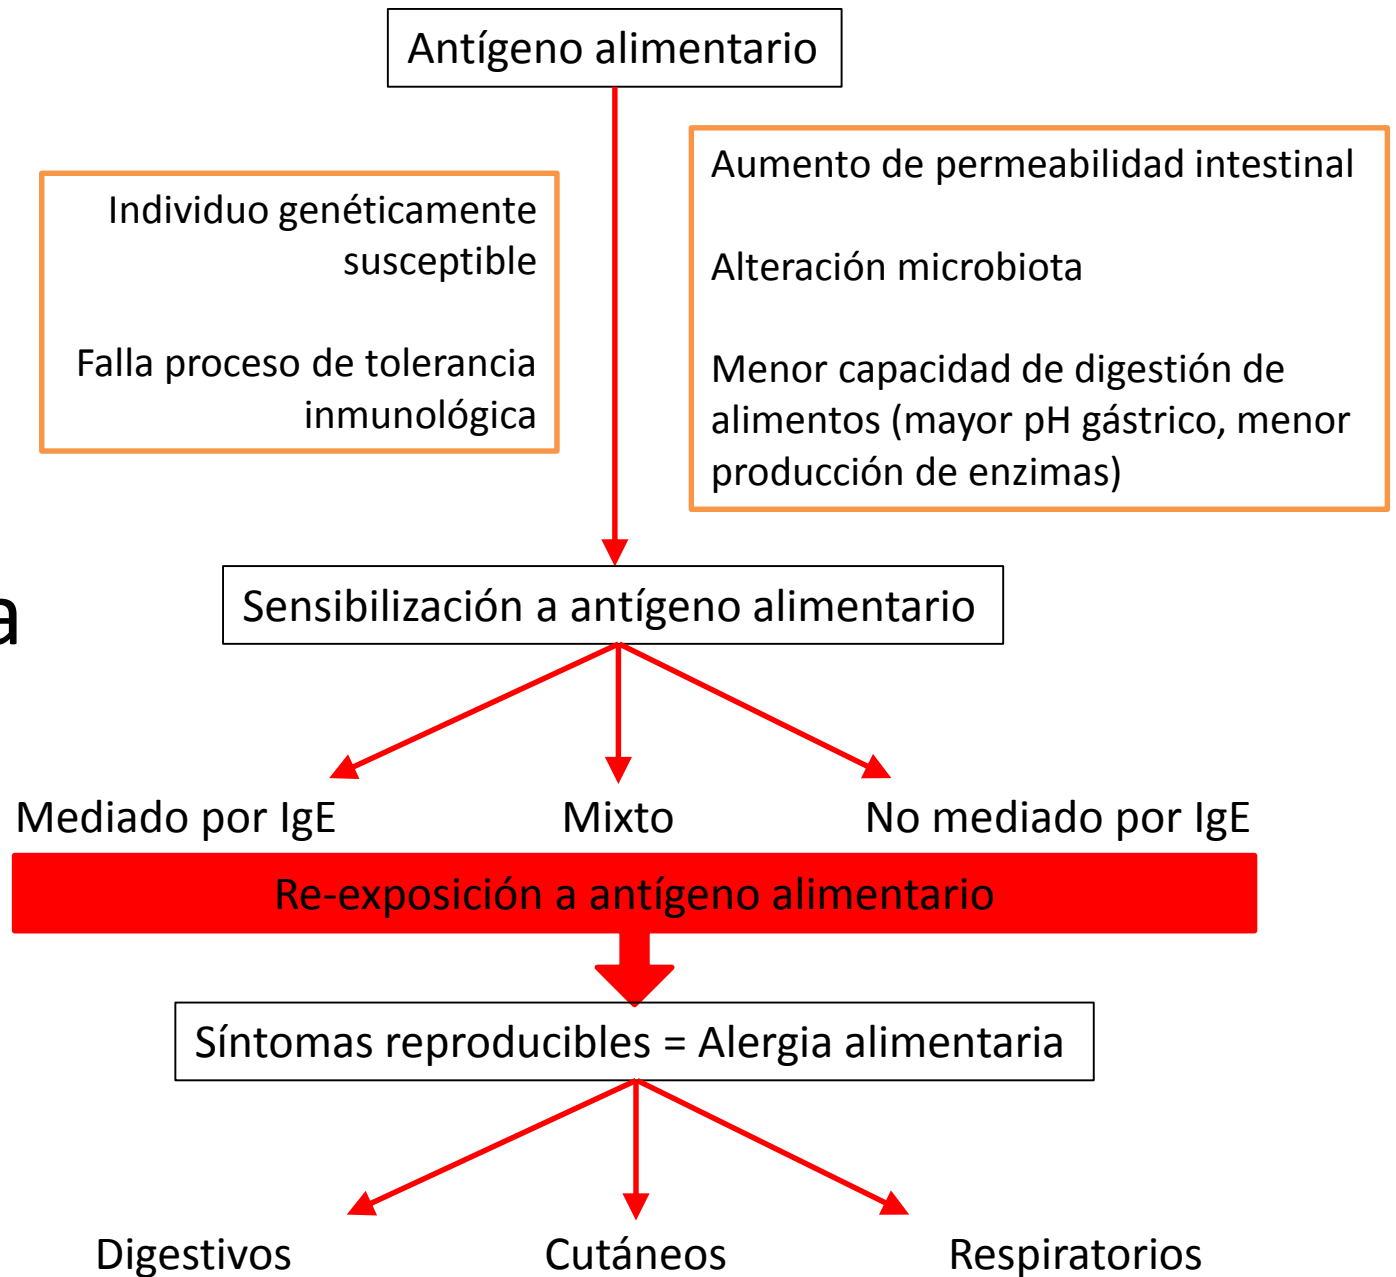 Antígeno alimentario
Individuo genéticamente
susceptible
Falla proceso de tolerancia
inmunológica
Aumento de permeabilidad intestinal
Alteración microbiota
Menor capacidad de digestión de
alimentos (mayor pH gástrico, menor
producción de enzimas)
a
Sensibilización a antígeno alimentario
Mediado por IgE
Mixto
No mediado por IgE
Re-exposición a antígeno alimentario
Síntomas reproducibles = Alergia alimentaria
Digestivos
Cutáneos
Respiratorios